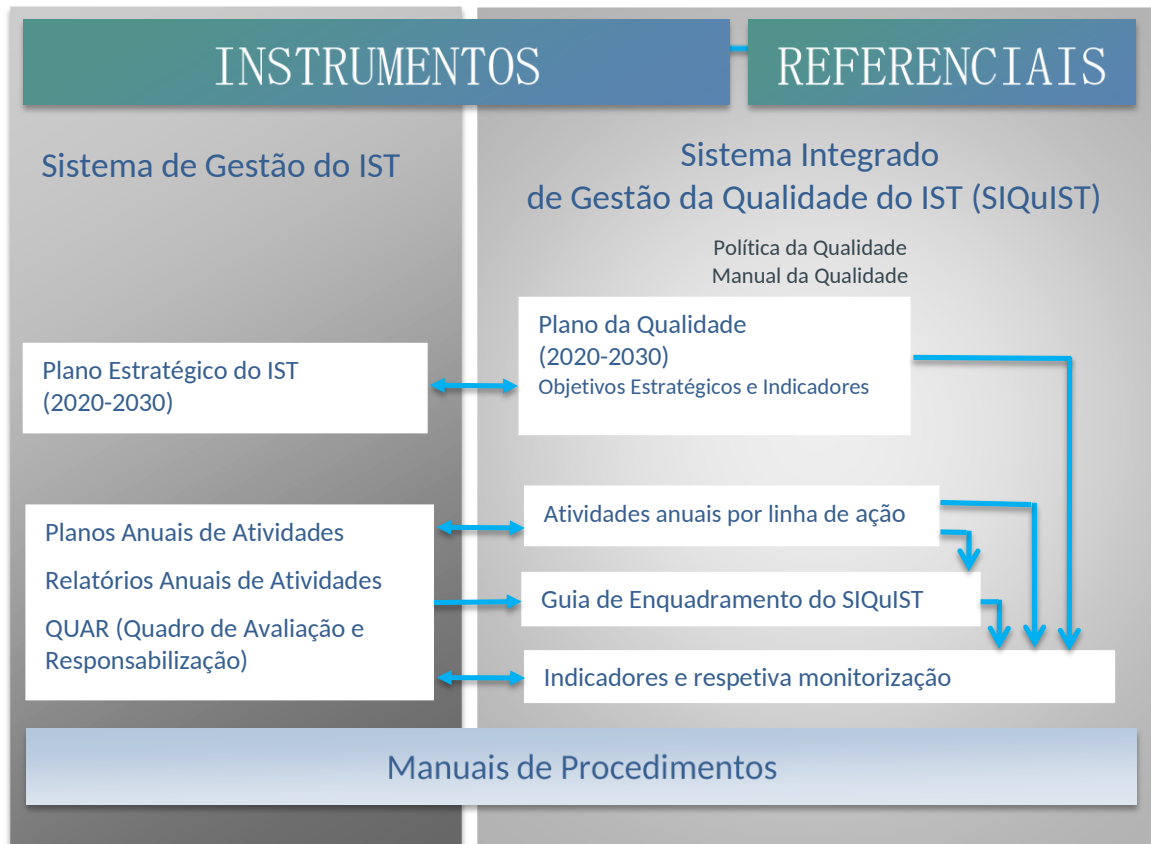 INSTRUMENTOS
REFERENCIAIS
Sistema de Gestão do IST
Sistema Integrado
de Gestão da Qualidade do IST (SIQuIST)
Política da Qualidade
Manual da Qualidade
Plano Estratégico do IST
(2020-2030)
Plano da Qualidade
(2020-2030)
Objetivos Estratégicos e Indicadores
Planos Anuais de Atividades
Relatórios Anuais de Atividades
QUAR (Quadro de Avaliação e
Responsabilização)
Atividades anuais por linha de ação
Guia de Enquadramento do SIQuIST
Indicadores e respetiva monitorização
Manuais de Procedimentos